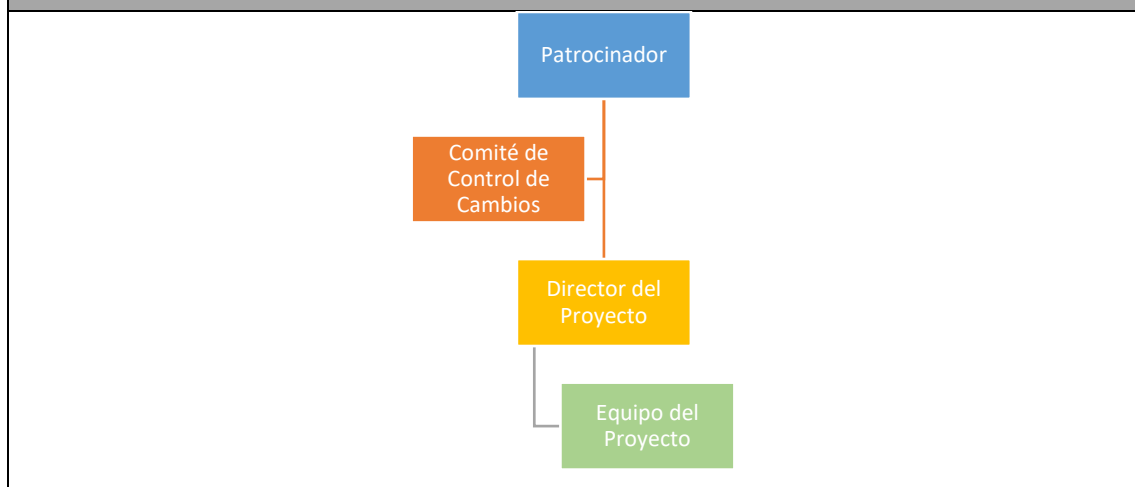 Patrocinador
Comité de
Control de
Cambios
Director del
Proyecto
Equipo del
Proyecto